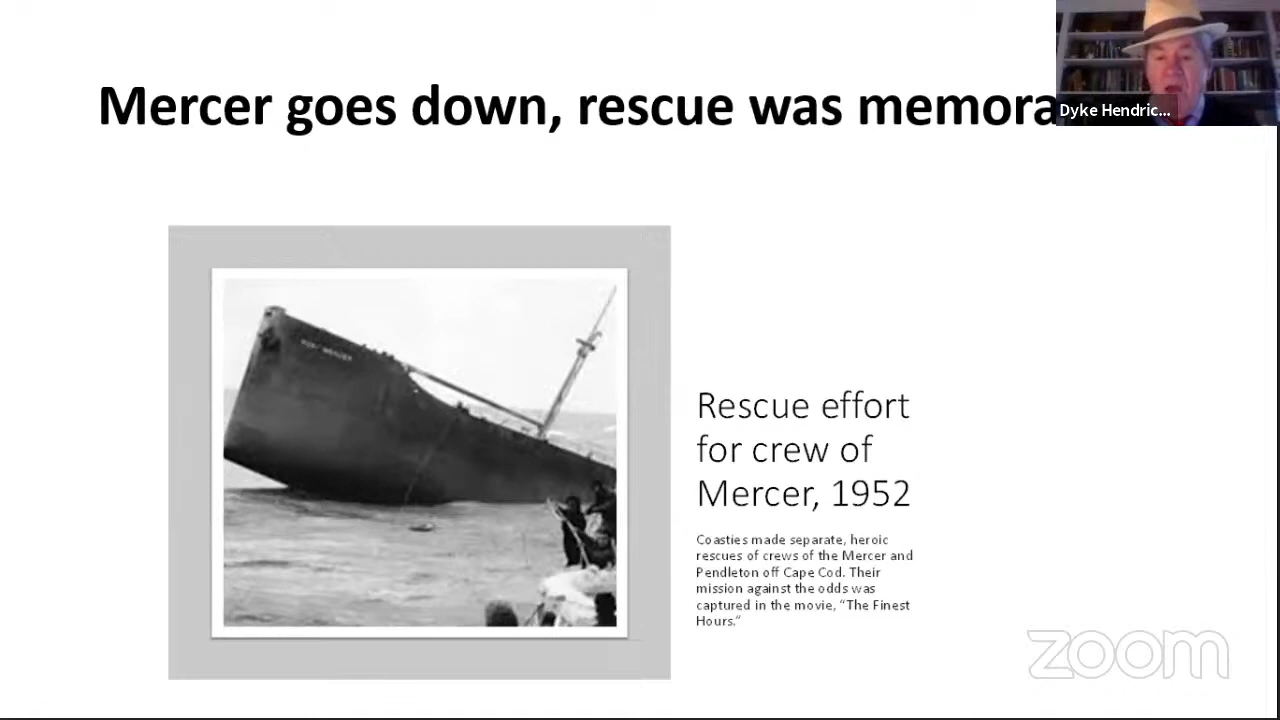 Mercer goes down, rescue was memora
Dyke Hendric...
MERCER
Rescue effort
for crew of
Mercer, 1952
Coasties made separate, heroic
rescues of crews of the Mercer and
Pendleton off Cape Cod. Their
mission against the odds was
captured in the movie, “The Finest
Hours.”
zoom